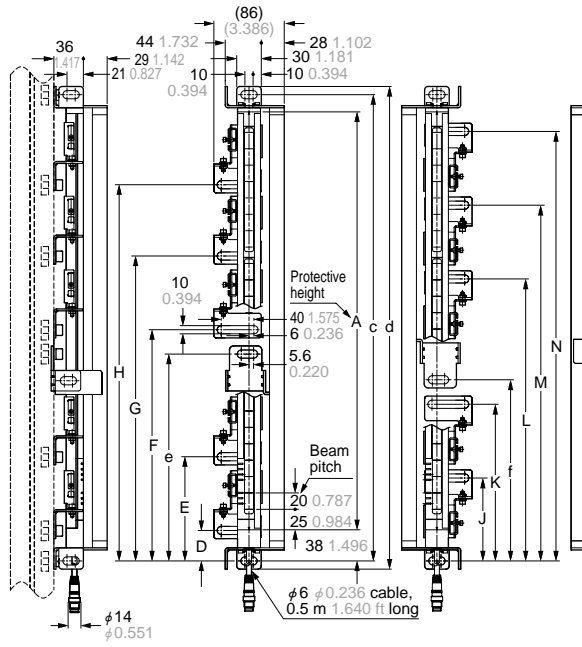 (86)
(3.386)
36
1.417
44 1.732
28 1.102
29 1.142
30 1.181
21 0.827
10
0.394
10 0.394
Protective
height
A
c
d
10
0.394
40 1.575
6 0.236
5.6
0.220
H
G
F
e
E
D
Beam
pitch
20 0.787
25 0.984
38 1.496
N
M
L
f
K
J
φ6 φ0.236 cable,
0.5 m 1.640 ft long
φ14
φ0.551